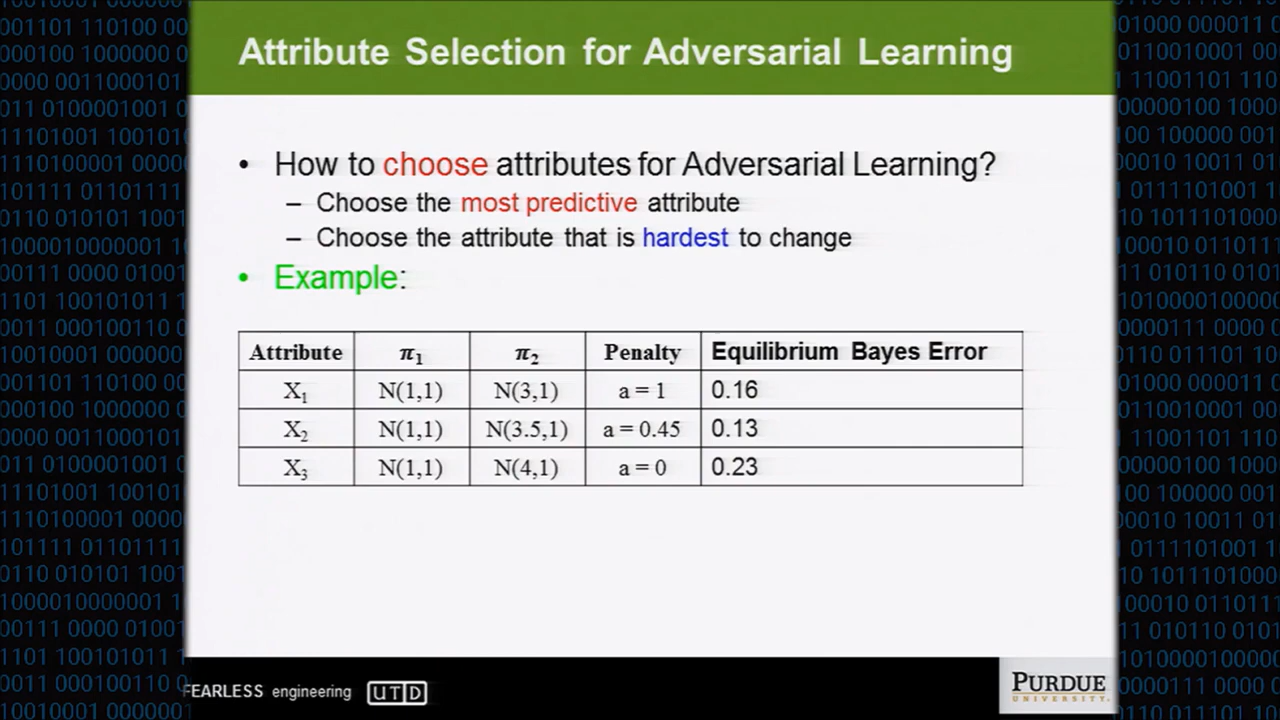 Attribute Selection for Adversarial Learning
• How to choose attributes for Adversarial Learning?
– Choose the most predictive attribute
– Choose the attribute that is hardest to change
• Example:
Attribute π₁ π₂ Penalty Equilibrium Bayes Error
X₁ N(1,1) N(3,1) a = 1 0.16
X₂ N(1,1) N(3.5,1) a = 0.45 0.13
X₃ N(1,1) N(4,1) a = 0 0.23
FEARLESS engineering UTD
PURDUE
UNIVERSITY